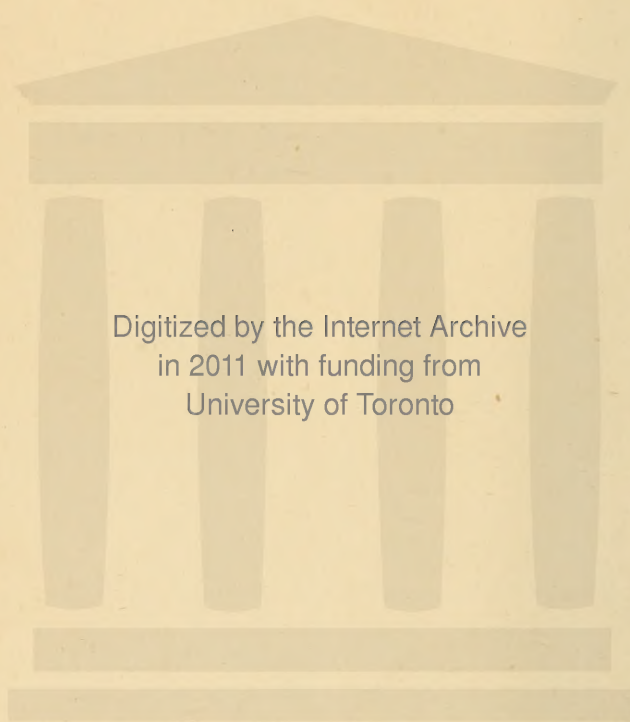 Digitized by the Internet Archive
in 2011 with funding from
University of Toronto